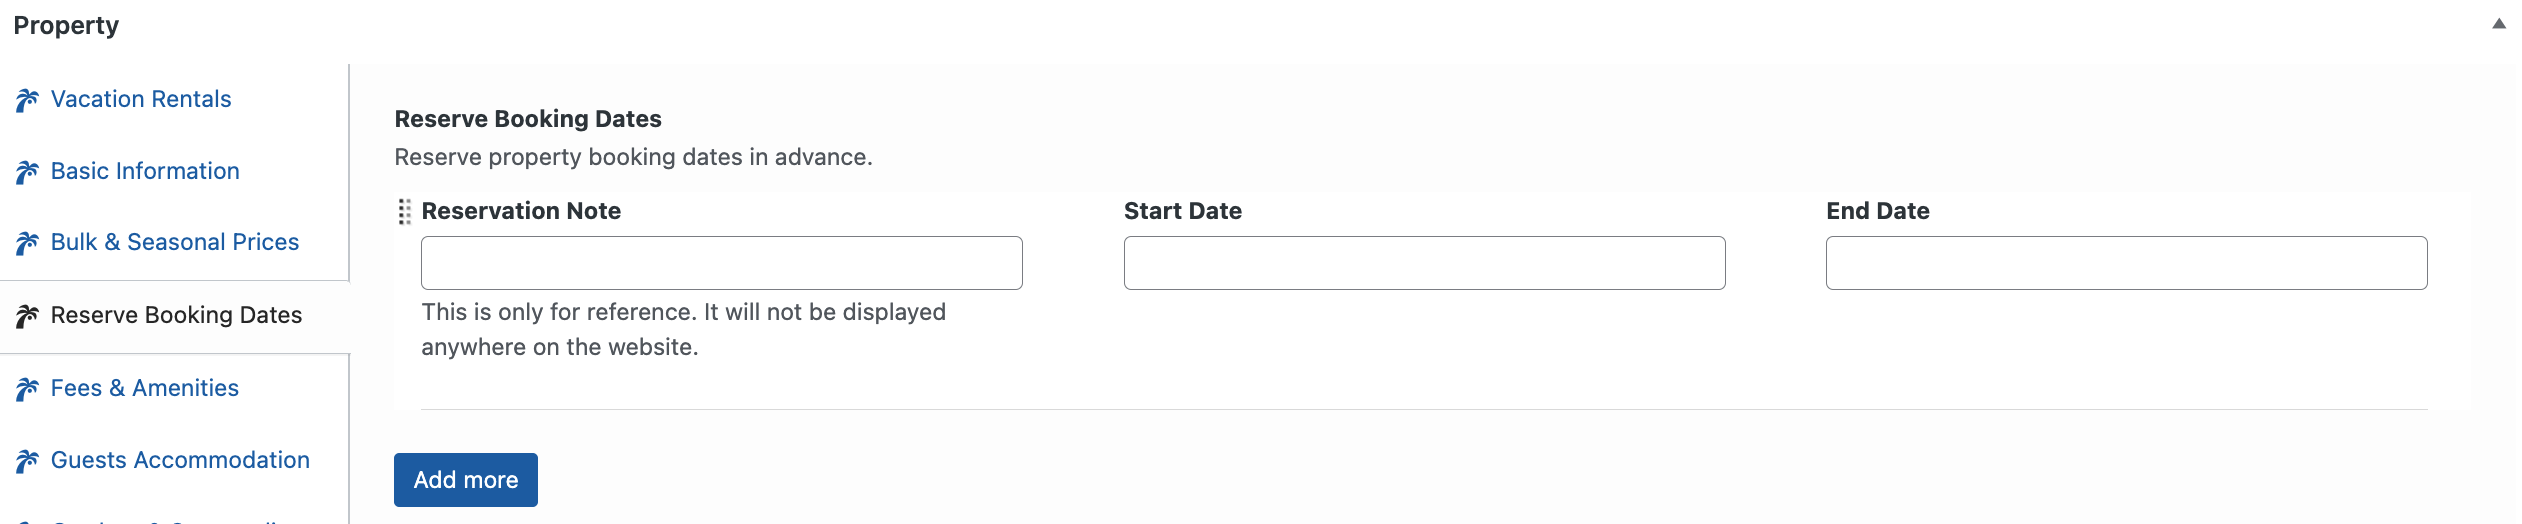 Property
Vacation Rentals
Basic Information
Bulk & Seasonal Prices
Reserve Booking Dates
Fees & Amenities
Guests Accommodation
Reserve Booking Dates
Reserve property booking dates in advance.
Reservation Note
Start Date
End Date
This is only for reference. It will not be displayed
anywhere on the website.
Add more